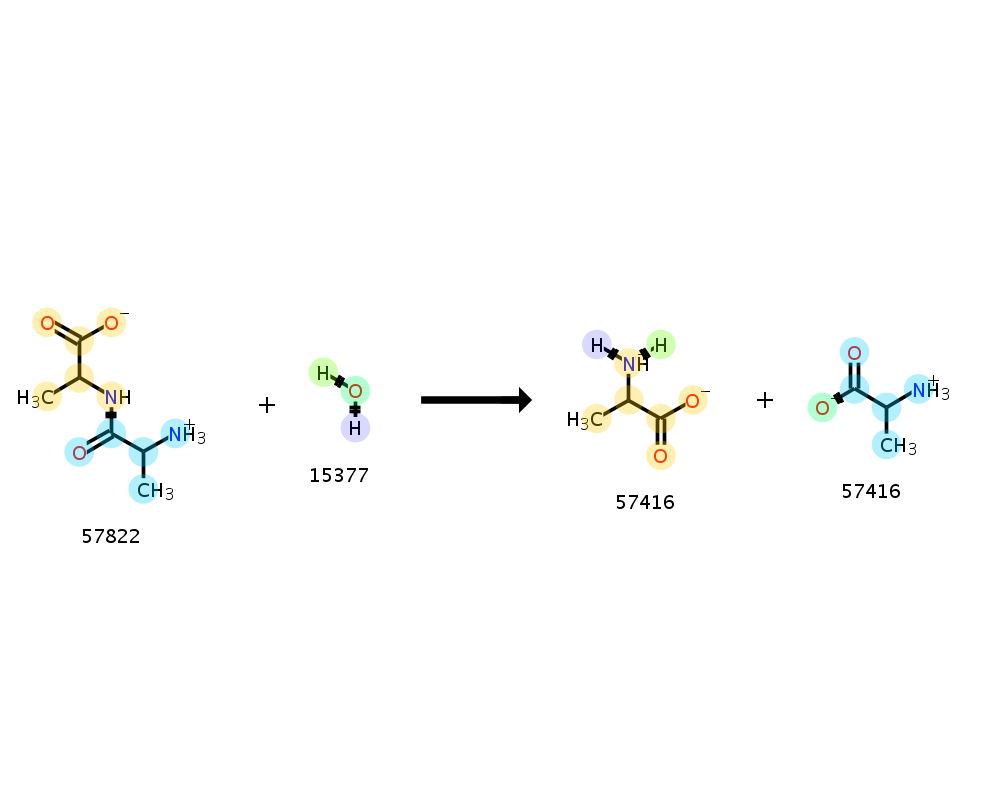 O O−
H3C NH
O NH3+
CH3
57822
+
H O
H
15377
H NH+ H
H3C O−
O
57416
+
O
O− NH3+
CH3
57416